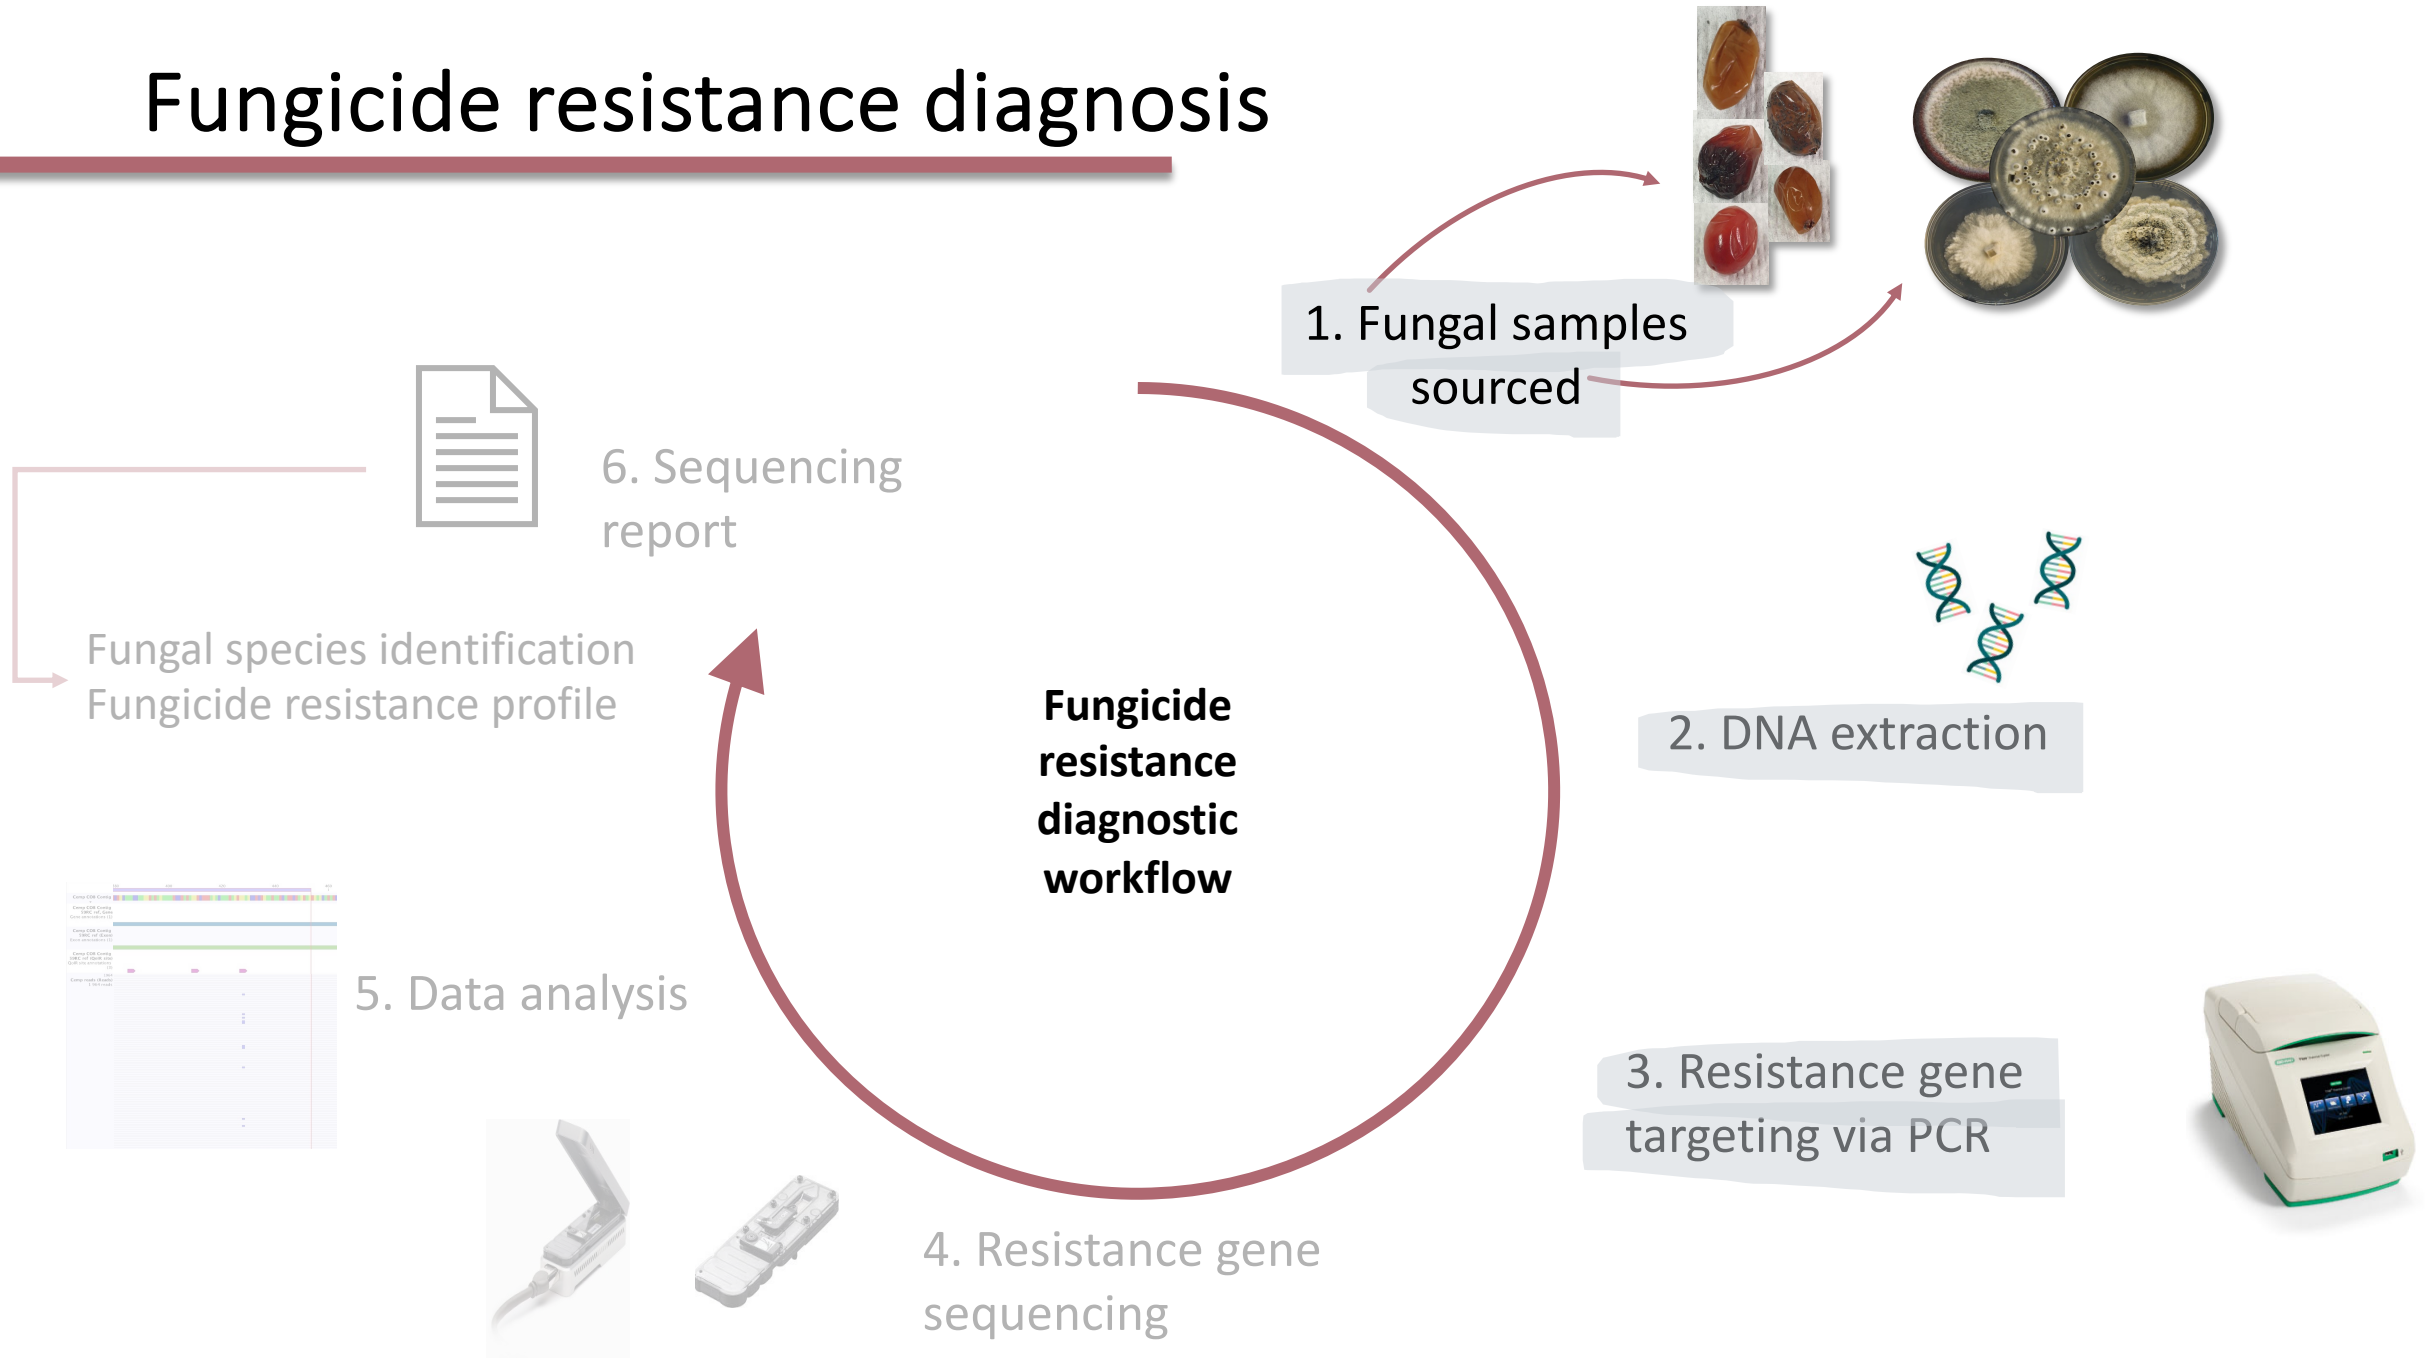 Fungicide resistance diagnosis
1. Fungal samples
sourced
2. DNA extraction
3. Resistance gene
targeting via PCR
4. Resistance gene
sequencing
5. Data analysis
6. Sequencing
report
Fungal species identification
Fungicide resistance profile
Fungicide
resistance
diagnostic
workflow